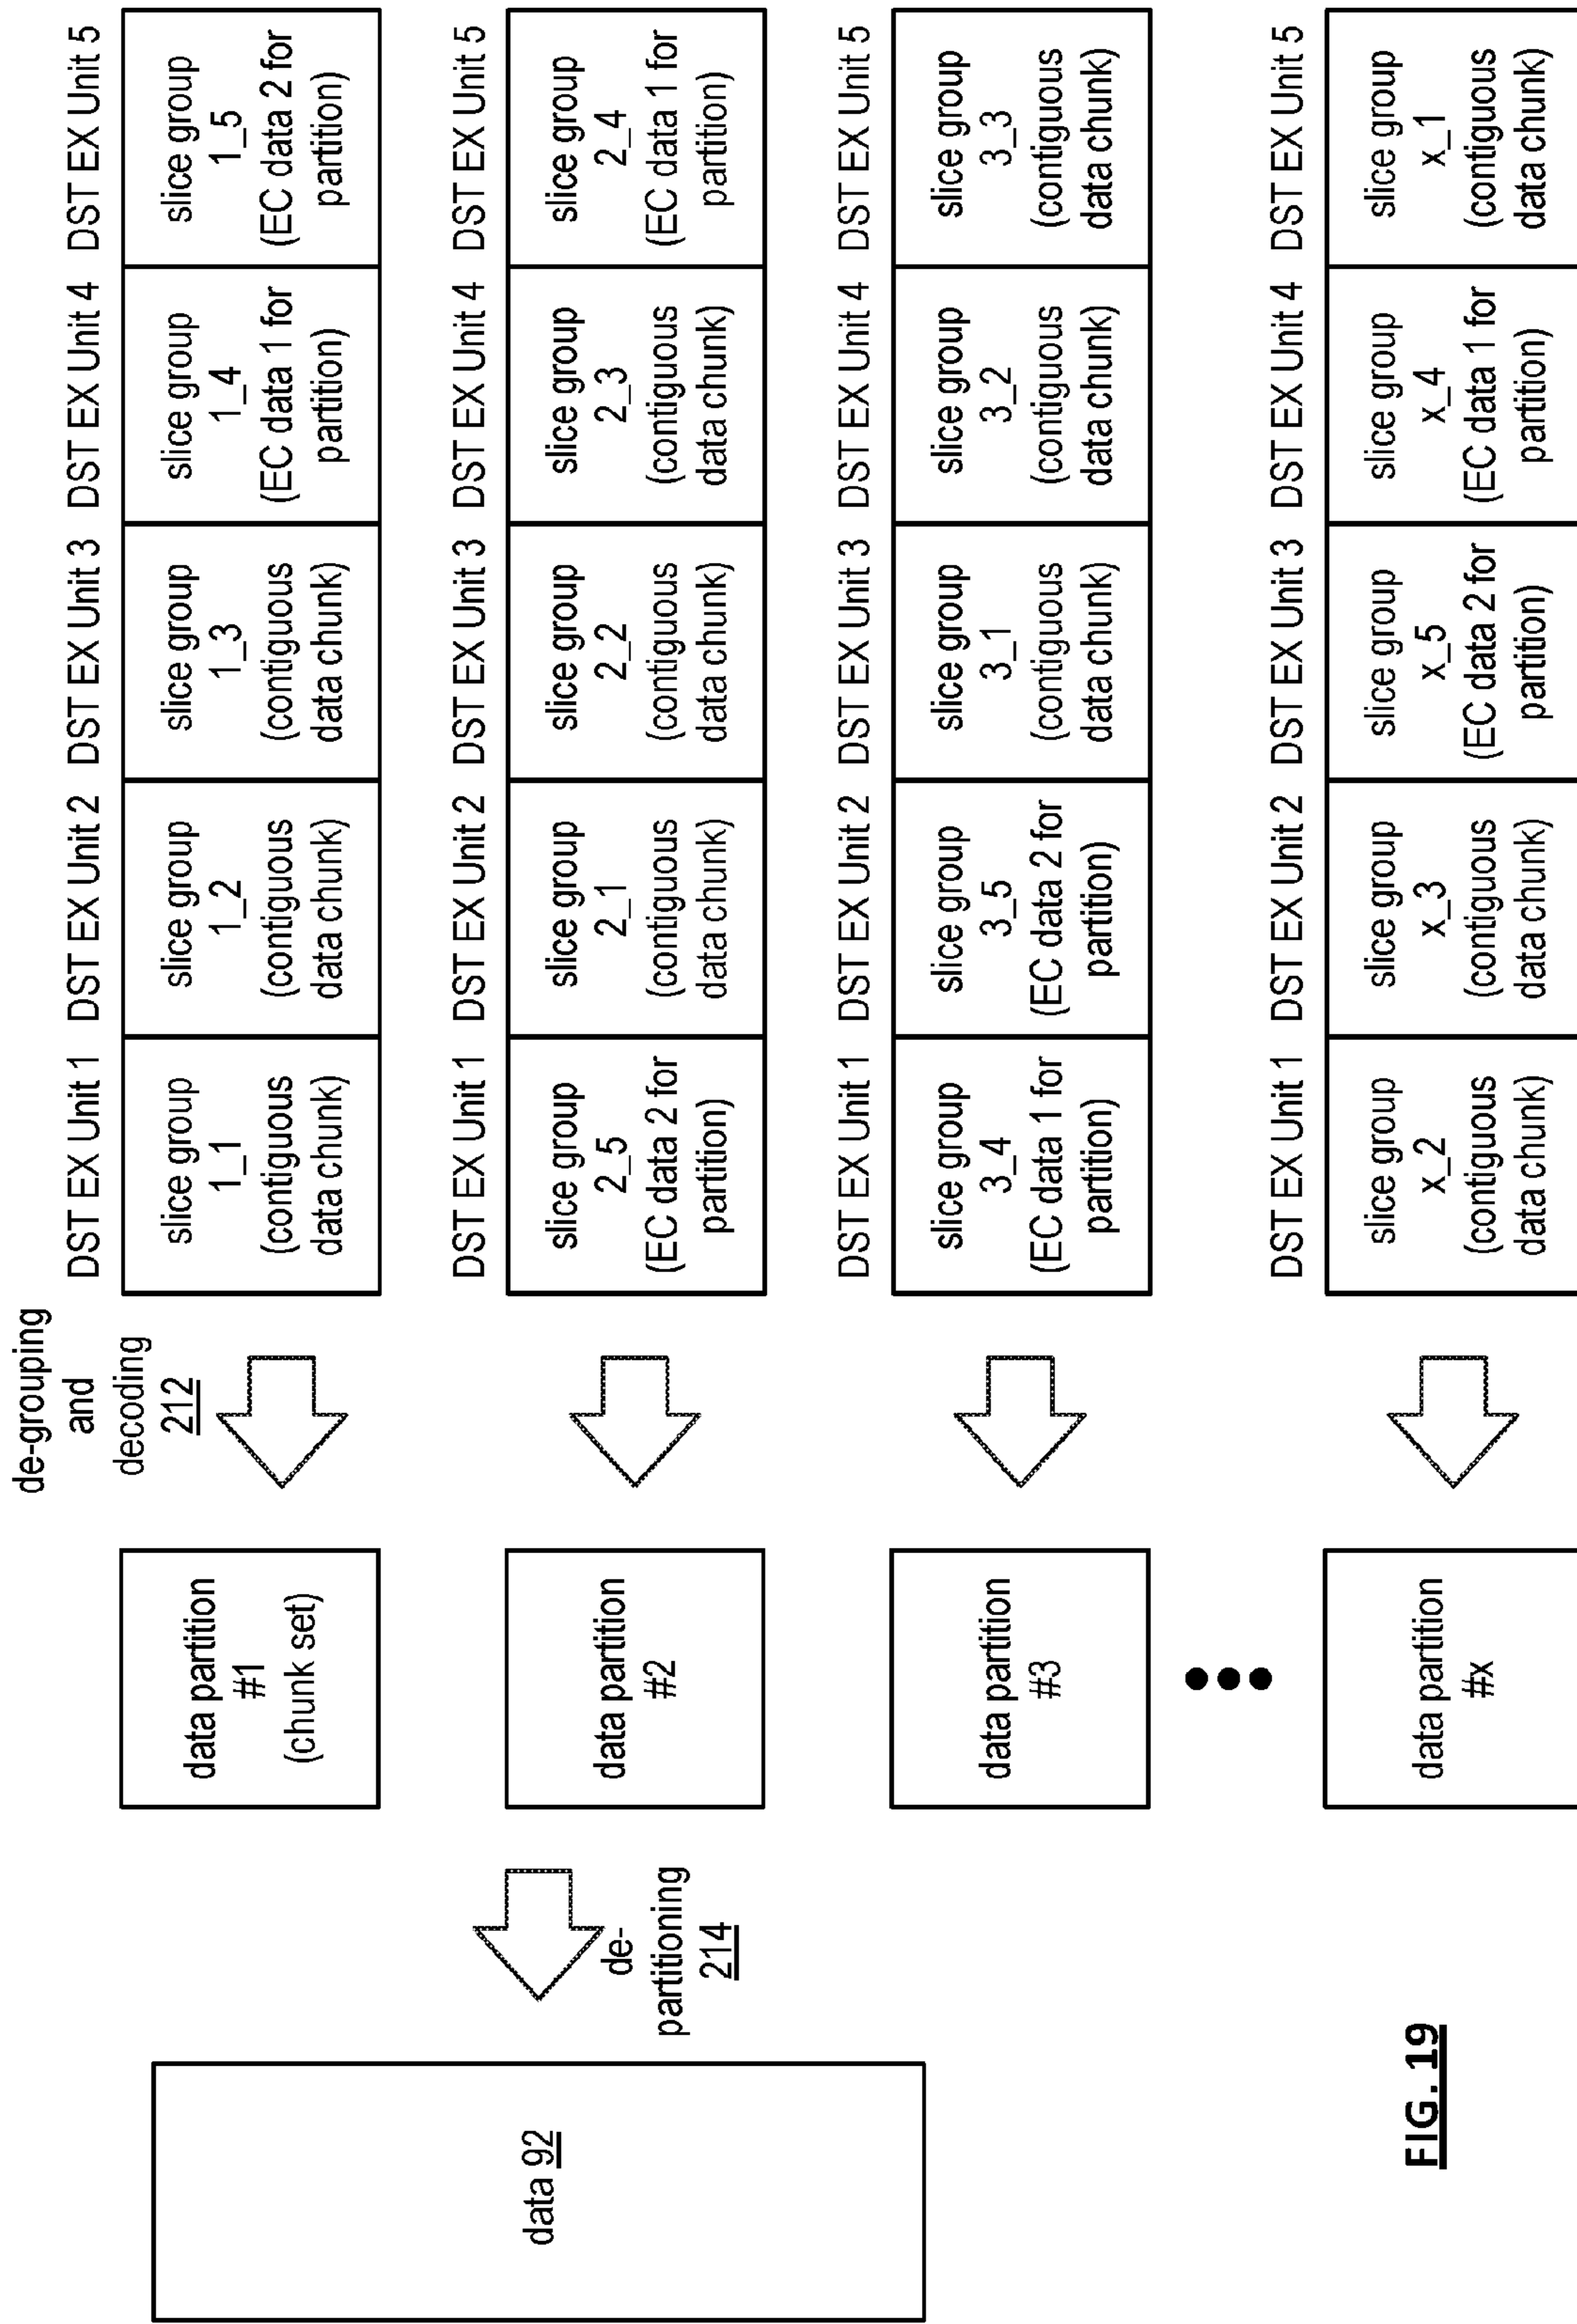 de-grouping
and
decoding
212
DST EX Unit 1
DST EX Unit 2
DST EX Unit 3
DST EX Unit 4
DST EX Unit 5
data partition
#1
(chunk set)
slice group
1_1
(contiguous
data chunk)
slice group
1_2
(contiguous
data chunk)
slice group
1_3
(contiguous
data chunk)
slice group
1_4
(EC data 1 for
partition)
slice group
1_5
(EC data 2 for
partition)
data 92
de-
partitioning
214
DST EX Unit 1
DST EX Unit 2
DST EX Unit 3
DST EX Unit 4
DST EX Unit 5
data partition
#2
slice group
2_5
(EC data 2 for
partition)
slice group
2_1
(contiguous
data chunk)
slice group
2_2
(contiguous
data chunk)
slice group
2_3
(contiguous
data chunk)
slice group
2_4
(EC data 1 for
partition)
DST EX Unit 1
DST EX Unit 2
DST EX Unit 3
DST EX Unit 4
DST EX Unit 5
data partition
#3
slice group
3_4
(EC data 1 for
partition)
slice group
3_5
(EC data 2 for
partition)
slice group
3_1
(contiguous
data chunk)
slice group
3_2
(contiguous
data chunk)
slice group
3_3
(contiguous
data chunk)
DST EX Unit 1
DST EX Unit 2
DST EX Unit 3
DST EX Unit 4
DST EX Unit 5
data partition
#x
slice group
x_2
(contiguous
data chunk)
slice group
x_3
(contiguous
data chunk)
slice group
x_5
(EC data 2 for
partition)
slice group
x_4
(EC data 1 for
partition)
slice group
x_1
(contiguous
data chunk)
FIG. 19